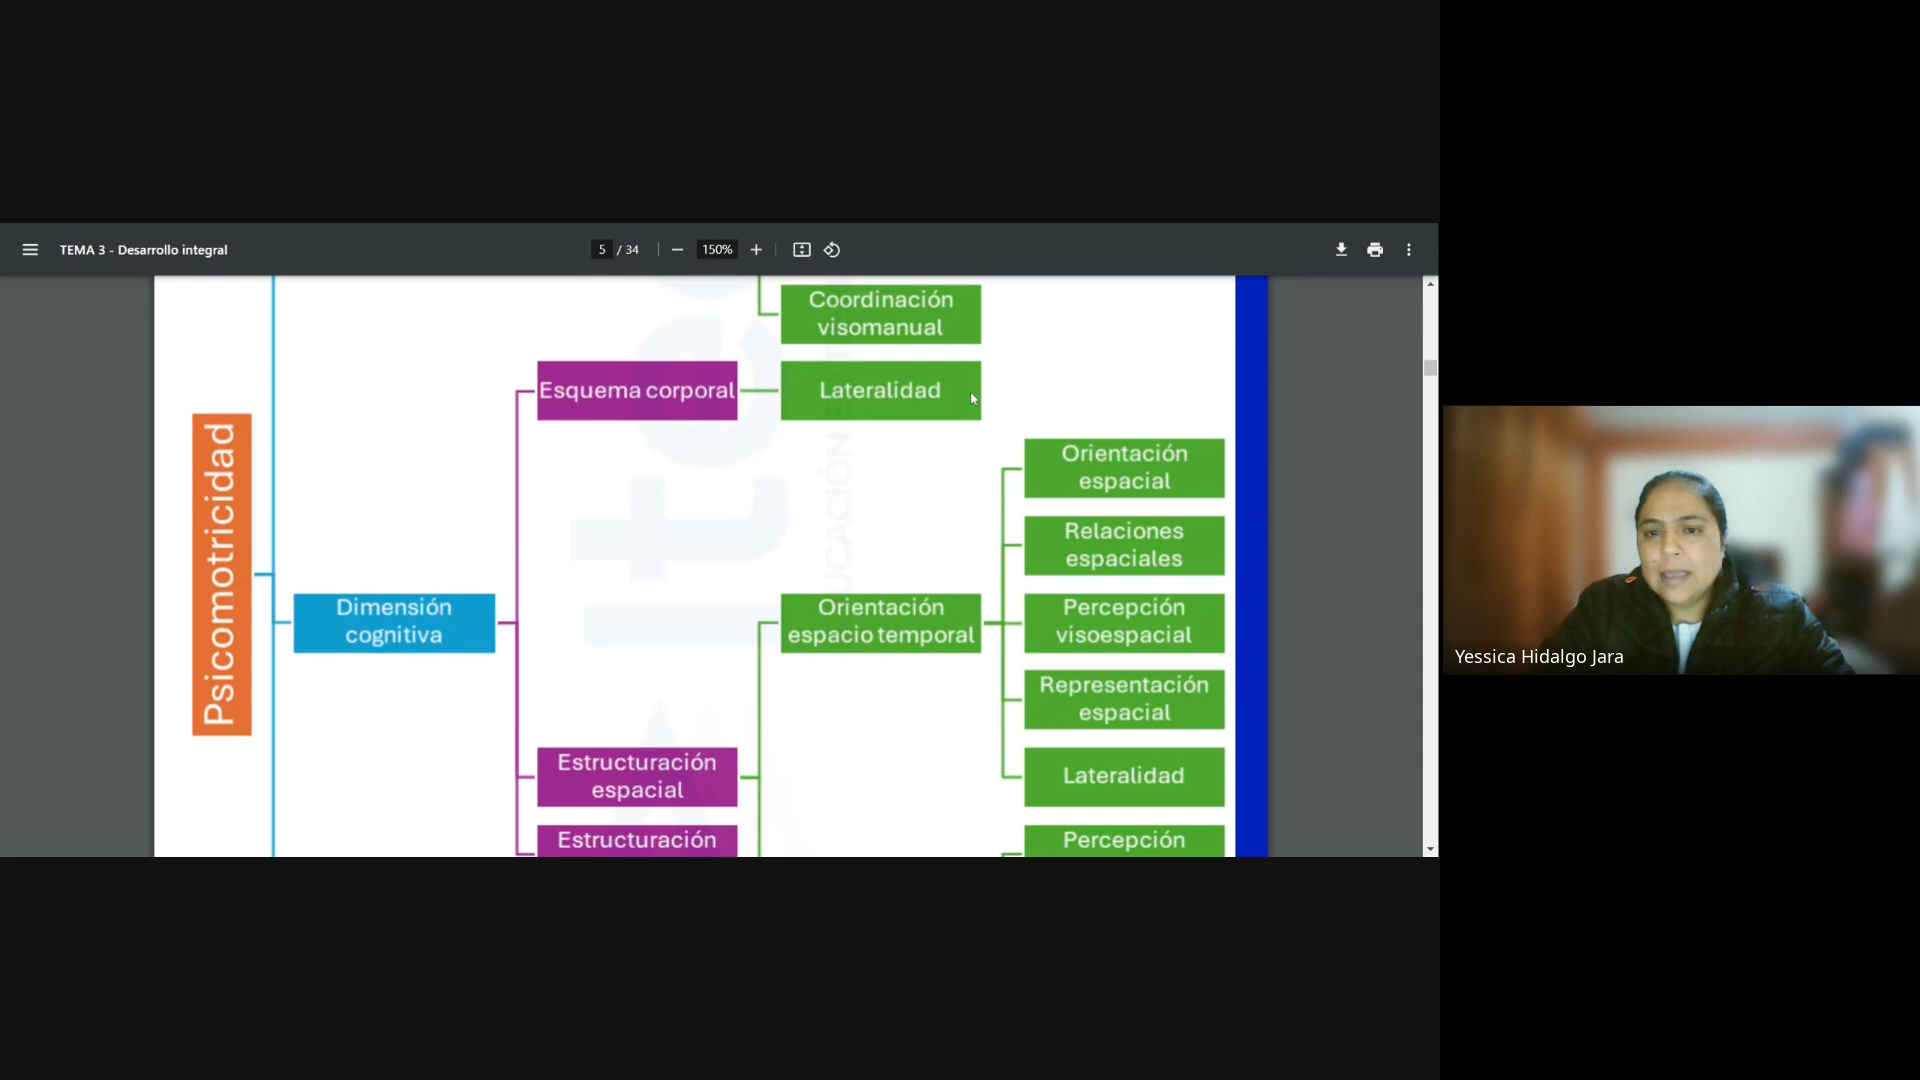 TEMA 3 - Desarrollo integral
5 / 34
150%
Coordinación
visomanual
Esquema corporal
Lateralidad
Psicomotricidad
Orientación
espacial
Relaciones
espaciales
Dimensión
cognitiva
Orientación
espacio temporal
Percepción
visoespacial
Representación
espacial
Estructuración
espacial
Lateralidad
Estructuración
Percepción
Yessica Hidalgo Jara